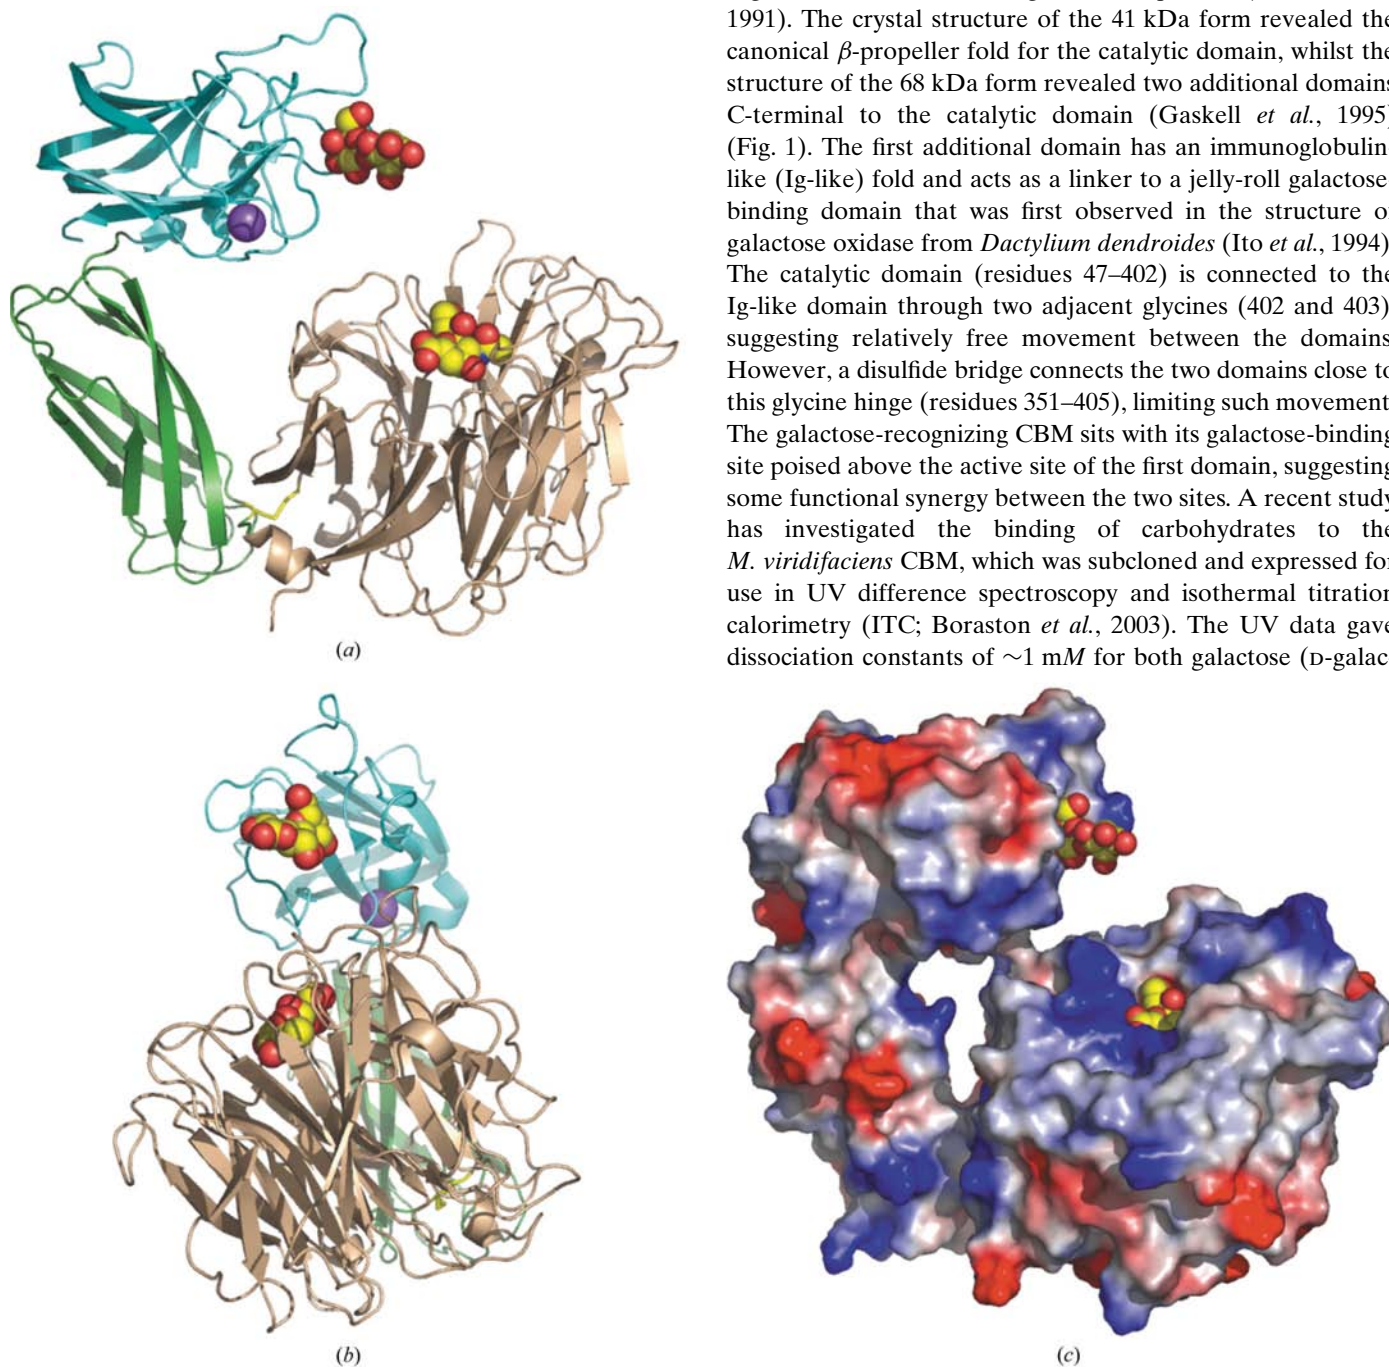 1991). The crystal structure of the 41 kDa form revealed the
canonical β-propeller fold for the catalytic domain, whilst the
structure of the 68 kDa form revealed two additional domains
C-terminal to the catalytic domain (Gaskell et al., 1995)
(Fig. 1). The first additional domain has an immunoglobulin
like (Ig-like) fold and acts as a linker to a jelly-roll galactose
binding domain that was first observed in the structure of
galactose oxidase from Dactylium dendroides (Ito et al., 1994)
The catalytic domain (residues 47–402) is connected to the
Ig-like domain through two adjacent glycines (402 and 403)
suggesting relatively free movement between the domains
However, a disulfide bridge connects the two domains close to
this glycine hinge (residues 351–405), limiting such movement
The galactose-recognizing CBM sits with its galactose-binding
site poised above the active site of the first domain, suggesting
some functional synergy between the two sites. A recent study
has investigated the binding of carbohydrates to the
M. viridifaciens CBM, which was subcloned and expressed for
use in UV difference spectroscopy and isothermal titration
calorimetry (ITC; Boraston et al., 2003). The UV data gave
dissociation constants of ∼1 mM for both galactose (D-galac
(a)
(b)
(c)